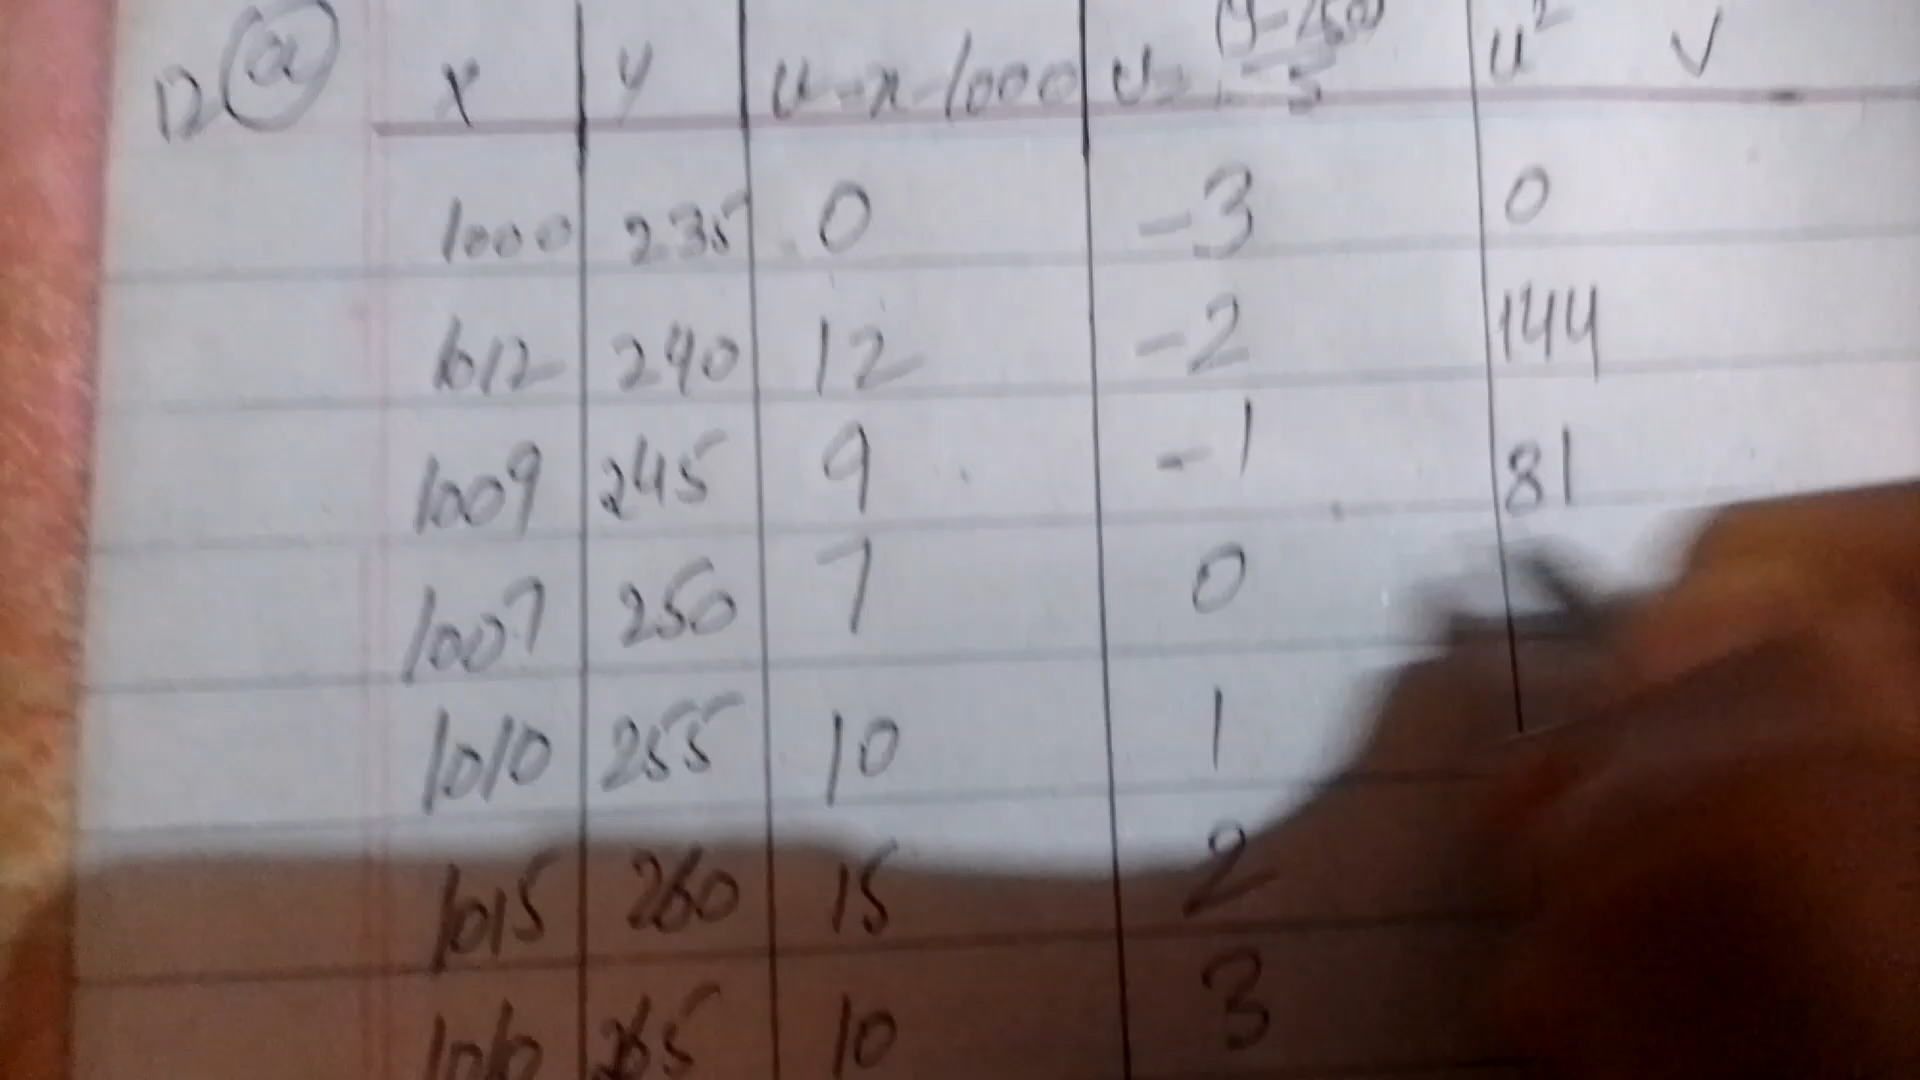 12 (a) x y u=x-1000 v=(y-250)/5 u² v
1000 235 0 -3 0
1012 240 12 -2 144
1009 245 9 -1 81
1007 250 7 0
1010 255 10 1
1015 260 15 2
1010 265 10 3